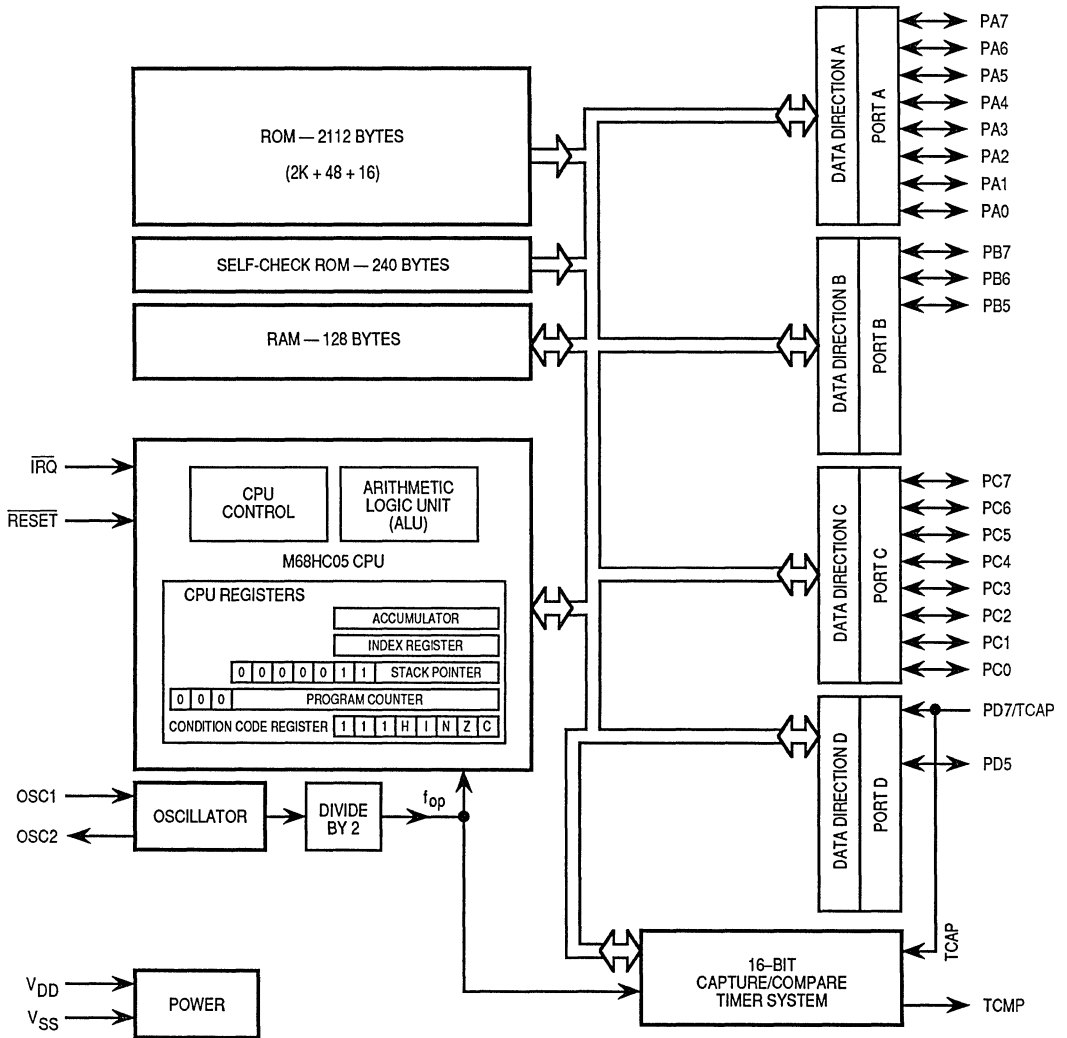 ROM — 2112 BYTES
(2K + 48 + 16)
SELF-CHECK ROM — 240 BYTES
RAM — 128 BYTES
IRQ
RESET
CPU
CONTROL
ARITHMETIC
LOGIC UNIT
(ALU)
M68HC05 CPU
CPU REGISTERS
ACCUMULATOR
INDEX REGISTER
0 0 0 0 0 1 1 STACK POINTER
0 0 0 PROGRAM COUNTER
CONDITION CODE REGISTER 1 1 1 H I N Z C
OSC1
OSC2
OSCILLATOR
DIVIDE
BY 2
fop
VDD
VSS
POWER
DATA DIRECTION A
PORT A
PA7
PA6
PA5
PA4
PA3
PA2
PA1
PA0
DATA DIRECTION B
PORT B
PB7
PB6
PB5
DATA DIRECTION C
PORT C
PC7
PC6
PC5
PC4
PC3
PC2
PC1
PC0
DATA DIRECTION D
PORT D
PD7/TCAP
PD5
TCAP
16–BIT
CAPTURE/COMPARE
TIMER SYSTEM
TCMP